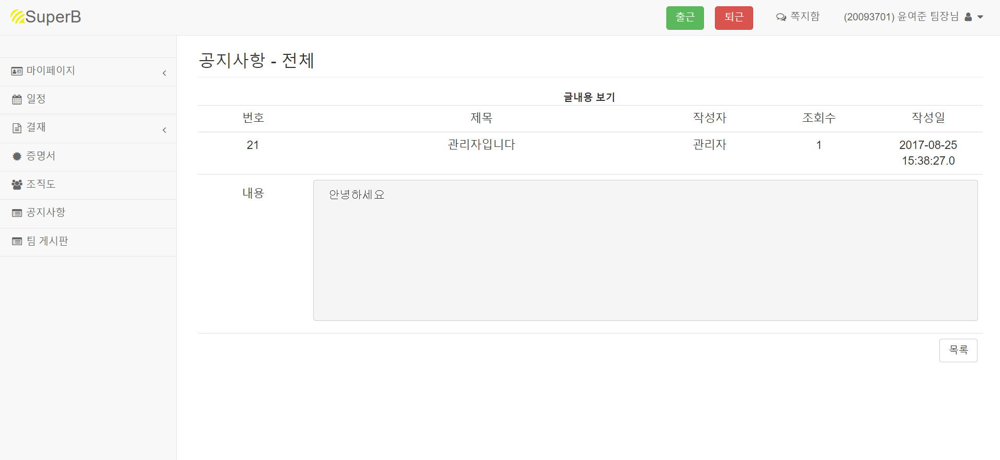 SuperB
출근
퇴근
쪽지함
(20093701) 윤여준 팀장님
마이페이지
일정
결재
증명서
조직도
공지사항
팀 게시판
공지사항 - 전체
글내용 보기
번호 제목 작성자 조회수 작성일
21 관리자입니다 관리자 1 2017-08-25
15:38:27.0
내용 안녕하세요
목록